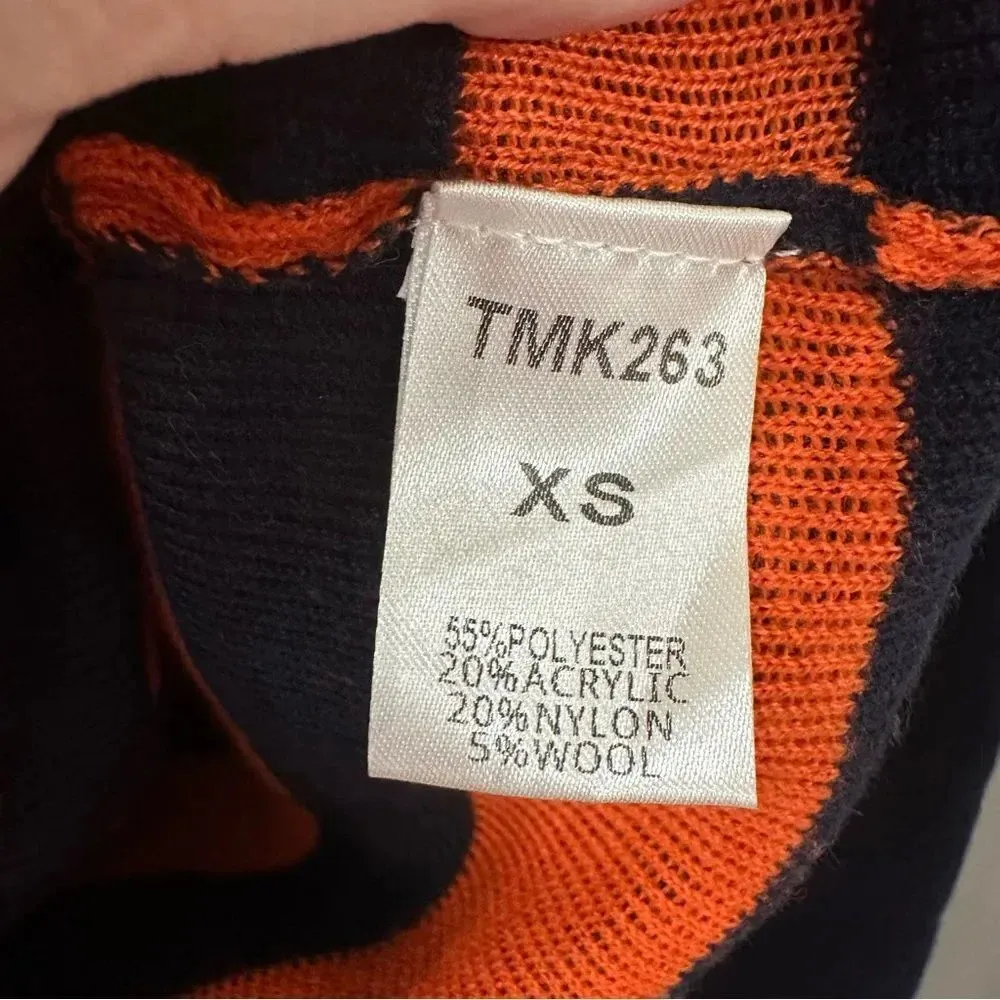 TMK263
XS
55%POLYESTER
20%ACRYLIC
20%NYLON
5%WOOL